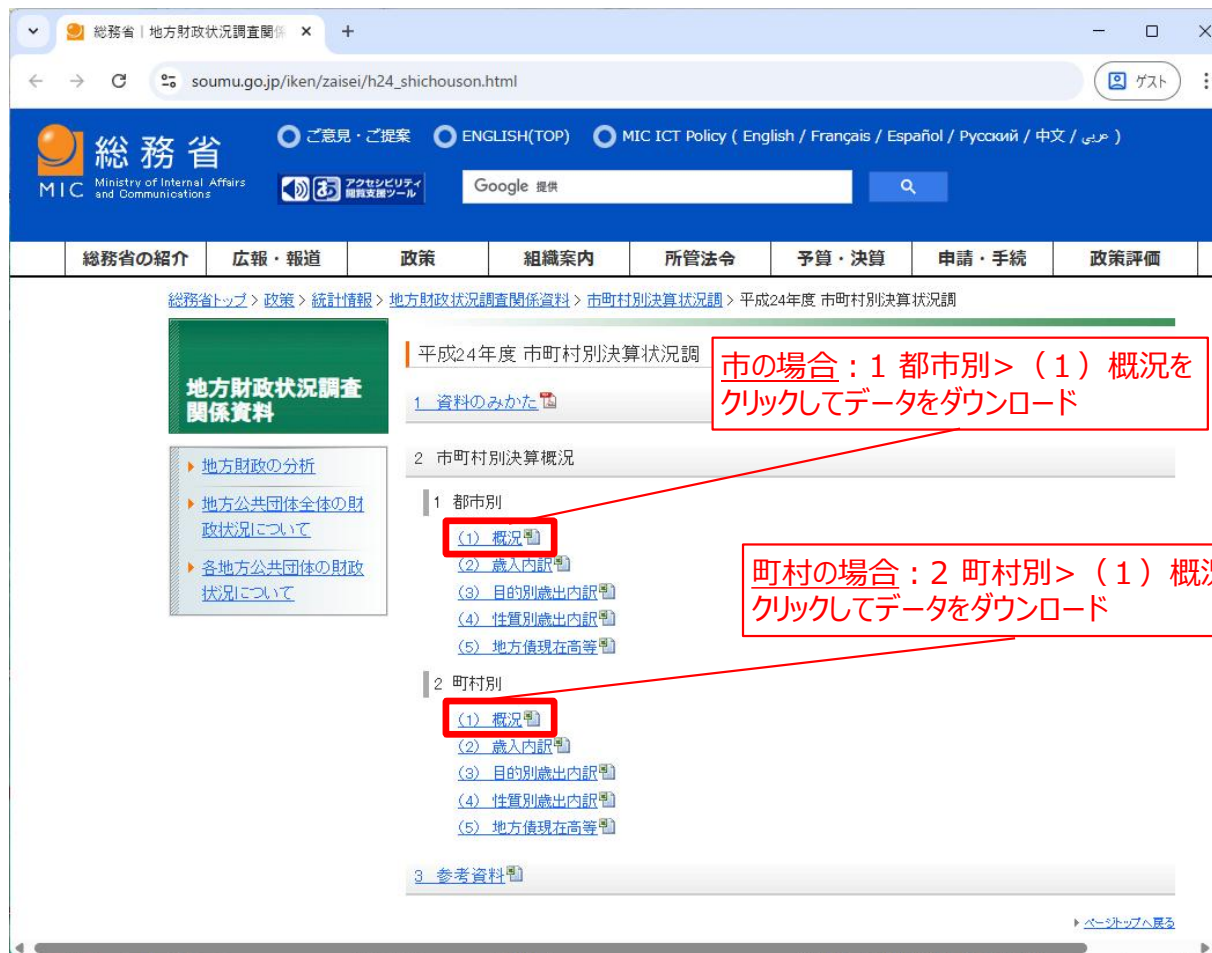 総務省｜地方財政状況調査関係
soumu.go.jp/iken/zaisei/h24_shichouson.html
ゲスト
総務省
MIC Ministry of Internal Affairs and Communications
ご意見・ご提案 ENGLISH(TOP) MIC ICT Policy ( English / Français / Español / Русский / 中文 / عربي )
アクセシビリティ閲覧支援ツール
あ
Google 提供
総務省の紹介 広報・報道 政策 組織案内 所管法令 予算・決算 申請・手続 政策評価
総務省トップ > 政策 > 統計情報 > 地方財政状況調査関係資料 > 市町村別決算状況調 > 平成24年度 市町村別決算状況調
地方財政状況調査
関係資料
地方財政の分析
地方公共団体全体の財
政状況について
各地方公共団体の財政
状況について
平成24年度 市町村別決算状況調
1 資料のみかた
市の場合：1 都市別＞（1）概況を
クリックしてデータをダウンロード
2 市町村別決算概況
1 都市別
(1) 概況
(2) 歳入内訳
(3) 目的別歳出内訳
(4) 性質別歳出内訳
(5) 地方債現在高等
町村の場合：2 町村別＞（1）概況
クリックしてデータをダウンロード
2 町村別
(1) 概況
(2) 歳入内訳
(3) 目的別歳出内訳
(4) 性質別歳出内訳
(5) 地方債現在高等
3 参考資料
ページトップへ戻る